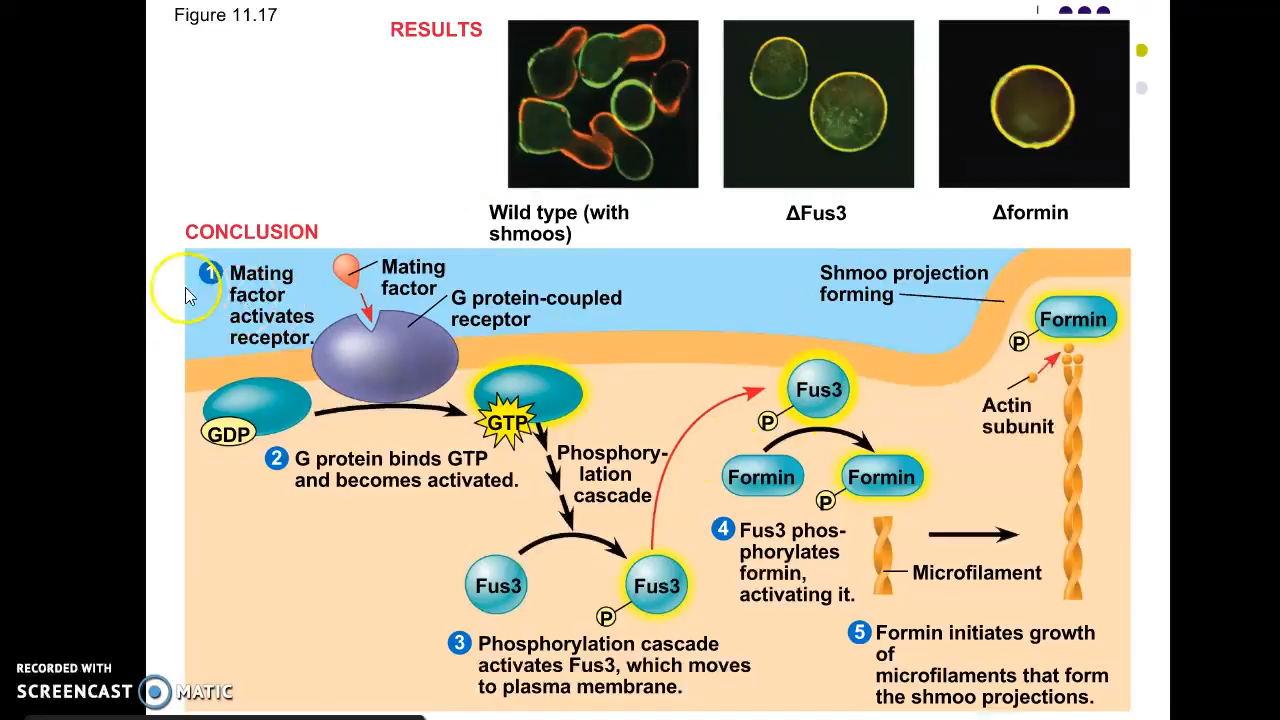 Figure 11.17
RESULTS
Wild type (with
shmoos)
ΔFus3
Δformin
CONCLUSION
1 Mating
factor
activates
receptor.
Mating
factor
G protein-coupled
receptor
Shmoo projection
forming
Formin
P
Actin
subunit
GDP
GTP
2 G protein binds GTP
and becomes activated.
Phosphory-
lation
cascade
Fus3
Fus3
P
3 Phosphorylation cascade
activates Fus3, which moves
to plasma membrane.
Fus3
P
Formin
Formin
P
4 Fus3 phos-
phorylates
formin,
activating it.
Microfilament
5 Formin initiates growth
of
microfilaments that form
the shmoo projections.
RECORDED WITH
SCREENCAST MATIC